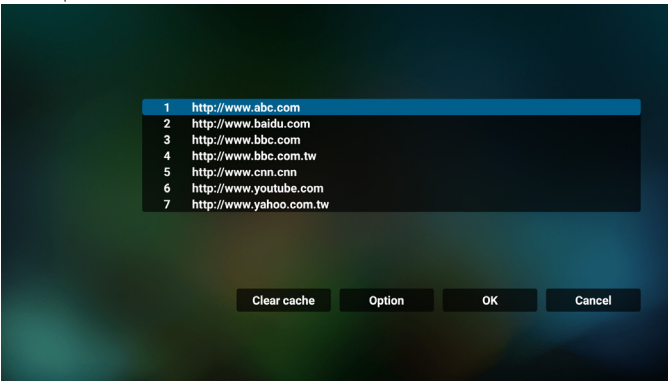 1 http://www.abc.com
2 http://www.baidu.com
3 http://www.bbc.com
4 http://www.bbc.com.tw
5 http://www.cnn.cnn
6 http://www.youtube.com
7 http://www.yahoo.com.tw
Clear cache Option OK Cancel